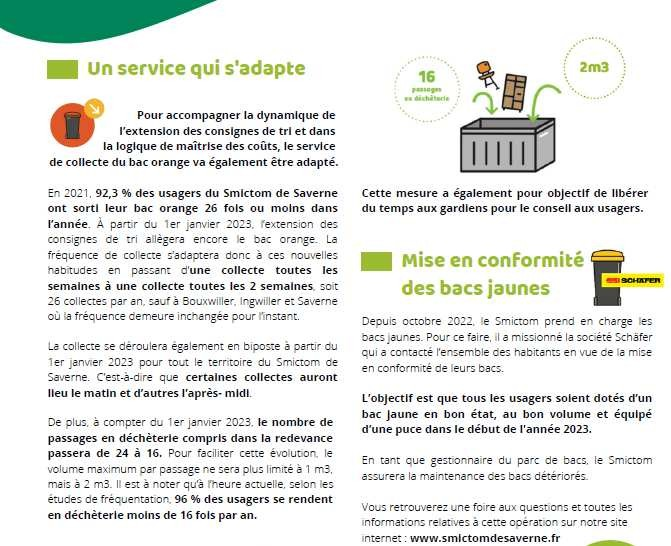 Un service qui s'adapte
Pour accompagner la dynamique de
l'extension des consignes de tri et dans
la logique de maîtrise des coûts, le service
de collecte du bac orange va également être adapté.
En 2021, 92,3 % des usagers du Smictom de Saverne
ont sorti leur bac orange 26 fois ou moins dans
l'année. À partir du 1er janvier 2023, l'extension des
consignes de tri allègera encore le bac orange. La
fréquence de collecte s'adaptera donc à ces nouvelles
habitudes en passant d'une collecte toutes les
semaines à une collecte toutes les 2 semaines, soit
26 collectes par an, sauf à Bouxwiller, Ingwiller et Saverne
où la fréquence demeure inchangée pour l'instant.
La collecte se déroulera également en biposte à partir du
1er janvier 2023 pour tout le territoire du Smictom de
Saverne. C'est-à-dire que certaines collectes auront
lieu le matin et d'autres l'après- midi.
De plus, à compter du 1er janvier 2023, le nombre de
passages en déchèterie compris dans la redevance
passera de 24 à 16. Pour faciliter cette évolution, le
volume maximum par passage ne sera plus limité à 1 m3,
mais à 2 m3. Il est à noter qu'à l'heure actuelle, selon les
études de fréquentation, 96 % des usagers se rendent
en déchèterie moins de 16 fois par an.
16
passages
en déchèterie
2m3
Cette mesure a également pour objectif de libérer
du temps aux gardiens pour le conseil aux usagers.
Mise en conformité
des bacs jaunes
SCHÄFER
Depuis octobre 2022, le Smictom prend en charge les
bacs jaunes. Pour ce faire, il a missionné la société Schäfer
qui a contacté l'ensemble des habitants en vue de la mise
en conformité de leurs bacs.
L'objectif est que tous les usagers soient dotés d'un
bac jaune en bon état, au bon volume et équipé
d'une puce dans le début de l'année 2023.
En tant que gestionnaire du parc de bacs, le Smictom
assurera la maintenance des bacs détériorés.
Vous retrouverez une foire aux questions et toutes les
informations relatives à cette opération sur notre site
internet : www.smictomdesaverne.fr